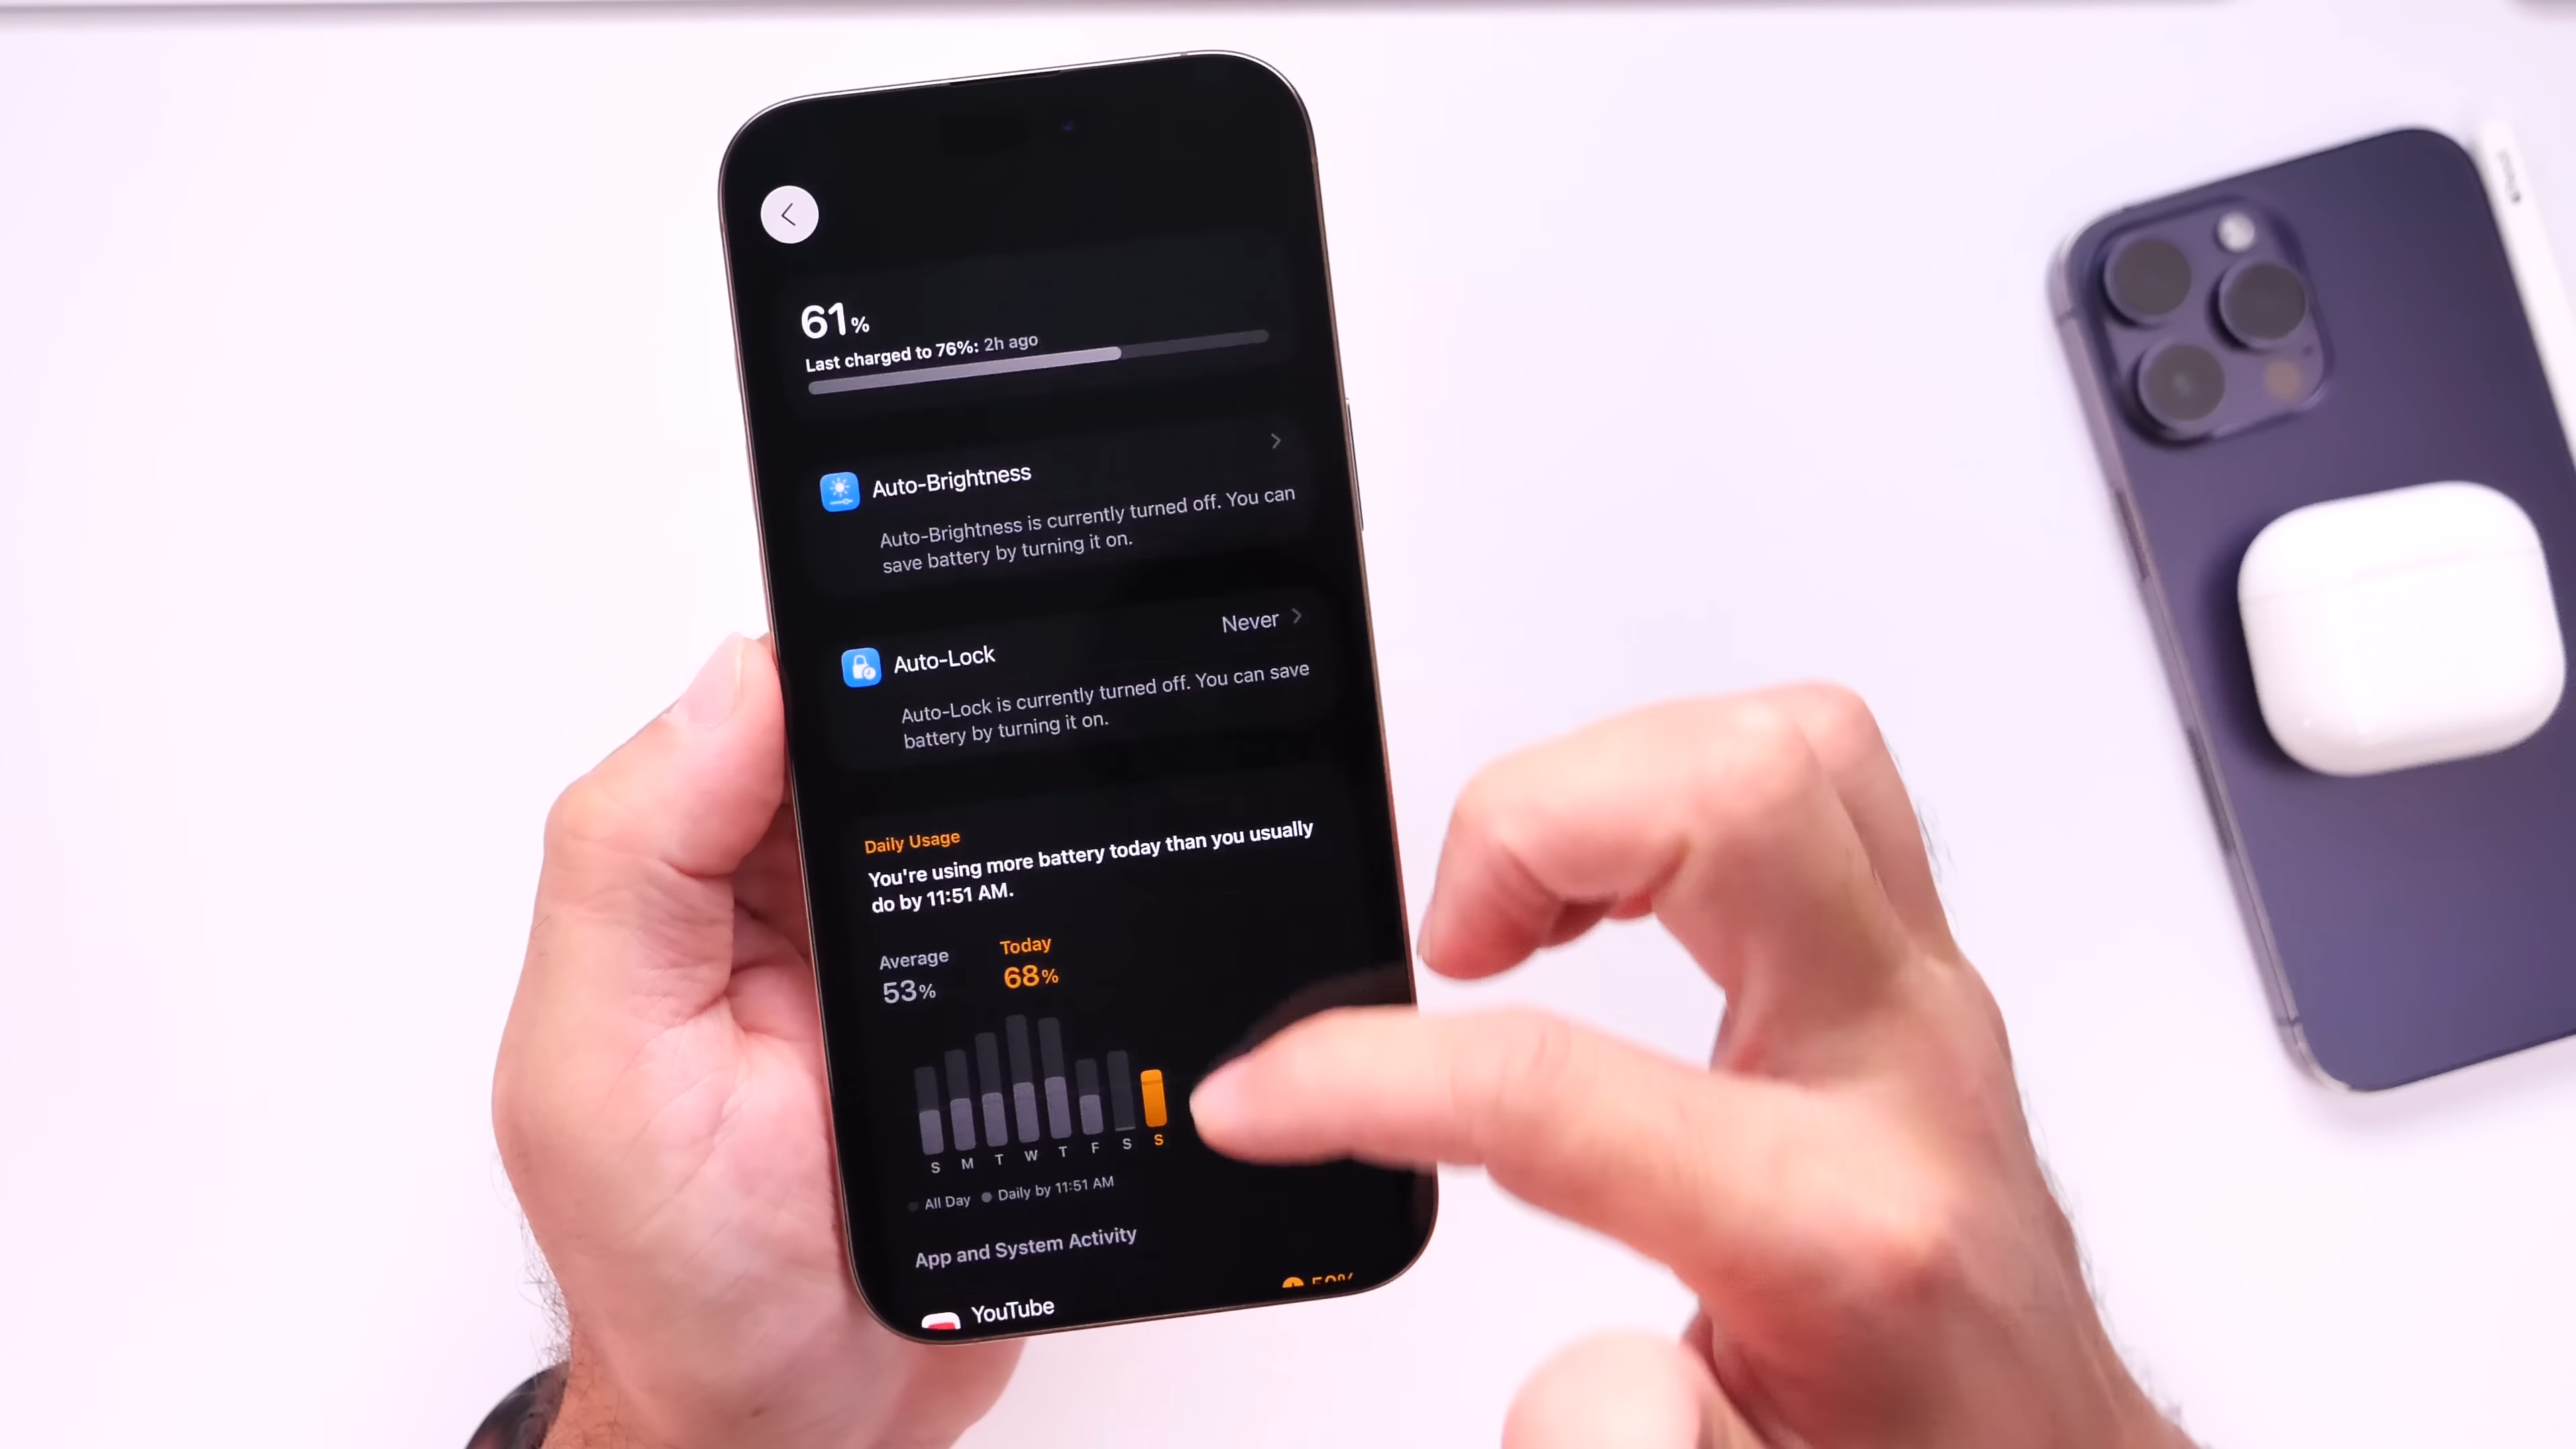 61%
Last charged to 76%: 2h ago
Auto-Brightness
Auto-Brightness is currently turned off. You can
save battery by turning it on.
Auto-Lock
Never
Auto-Lock is currently turned off. You can save
battery by turning it on.
Daily Usage
You're using more battery today than you usually
do by 11:51 AM.
Average
Today
53%
68%
S M T W T F S S
All Day Daily by 11:51 AM
App and System Activity
YouTube